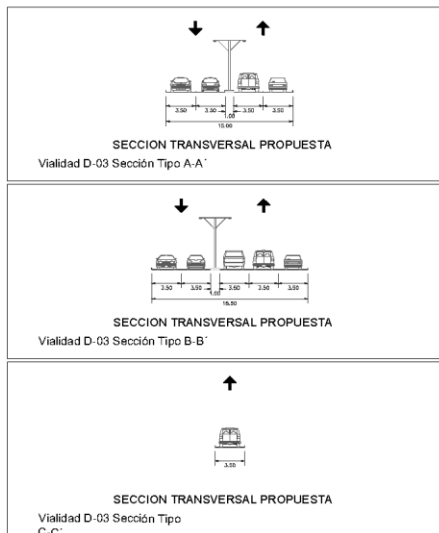 3.50 3.50 3.50 3.50
1.00
15.00
SECCION TRANSVERSAL PROPUESTA
Vialidad D-03 Sección Tipo A-A´
3.50 3.50 3.50 3.50 3.50
1.00
18.50
SECCION TRANSVERSAL PROPUESTA
Vialidad D-03 Sección Tipo B-B´
3.50
SECCION TRANSVERSAL PROPUESTA
Vialidad D-03 Sección Tipo
C-C´